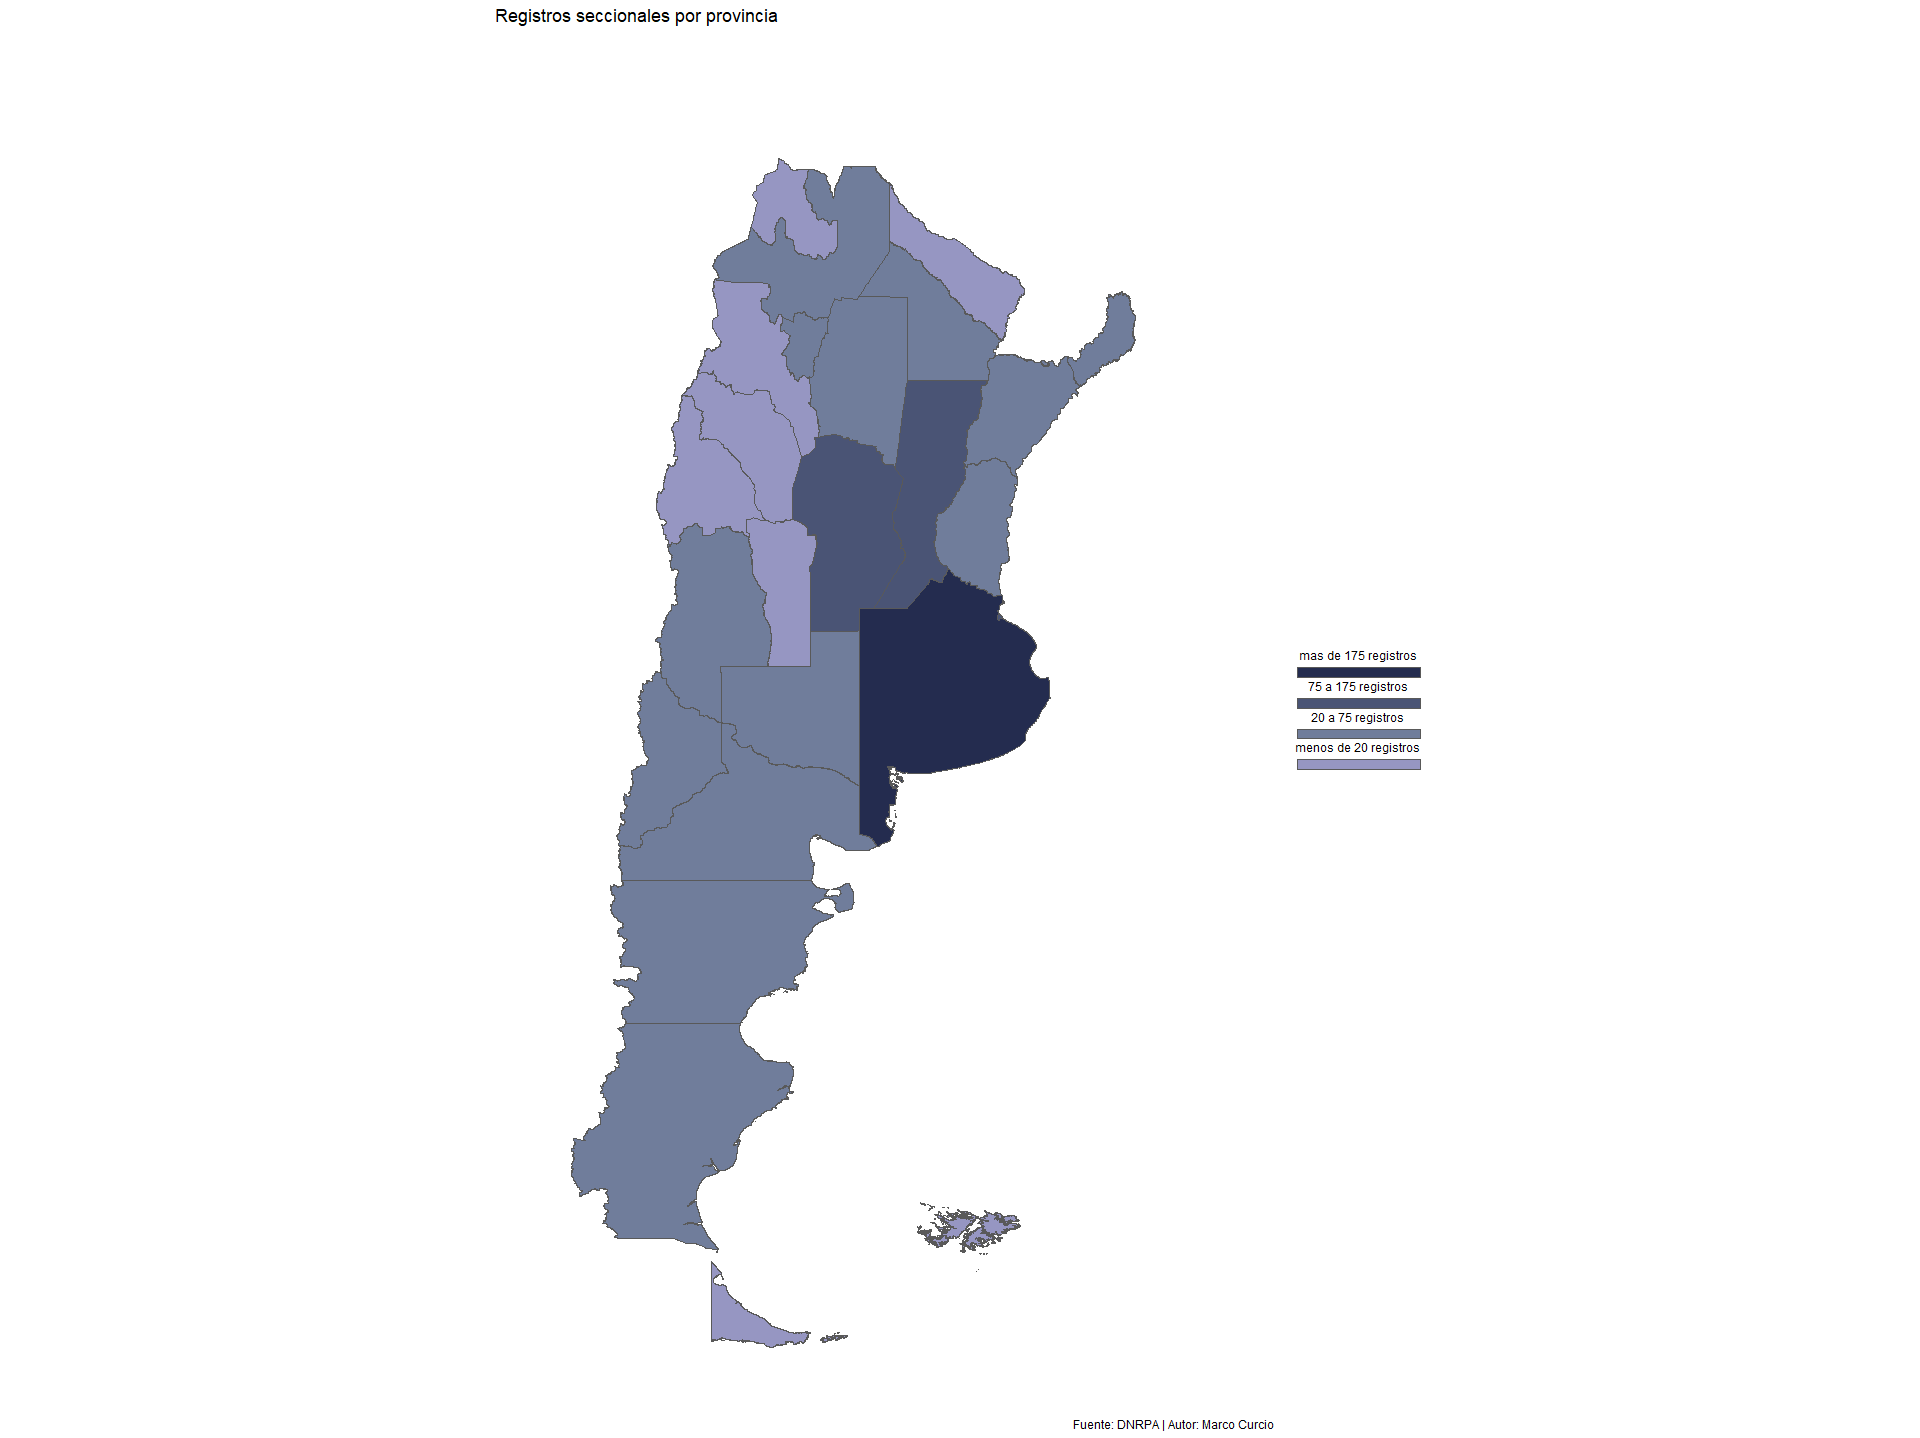 Registros seccionales por provincia
mas de 175 registros
75 a 175 registros
20 a 75 registros
menos de 20 registros
Fuente: DNRPA | Autor: Marco Curcio